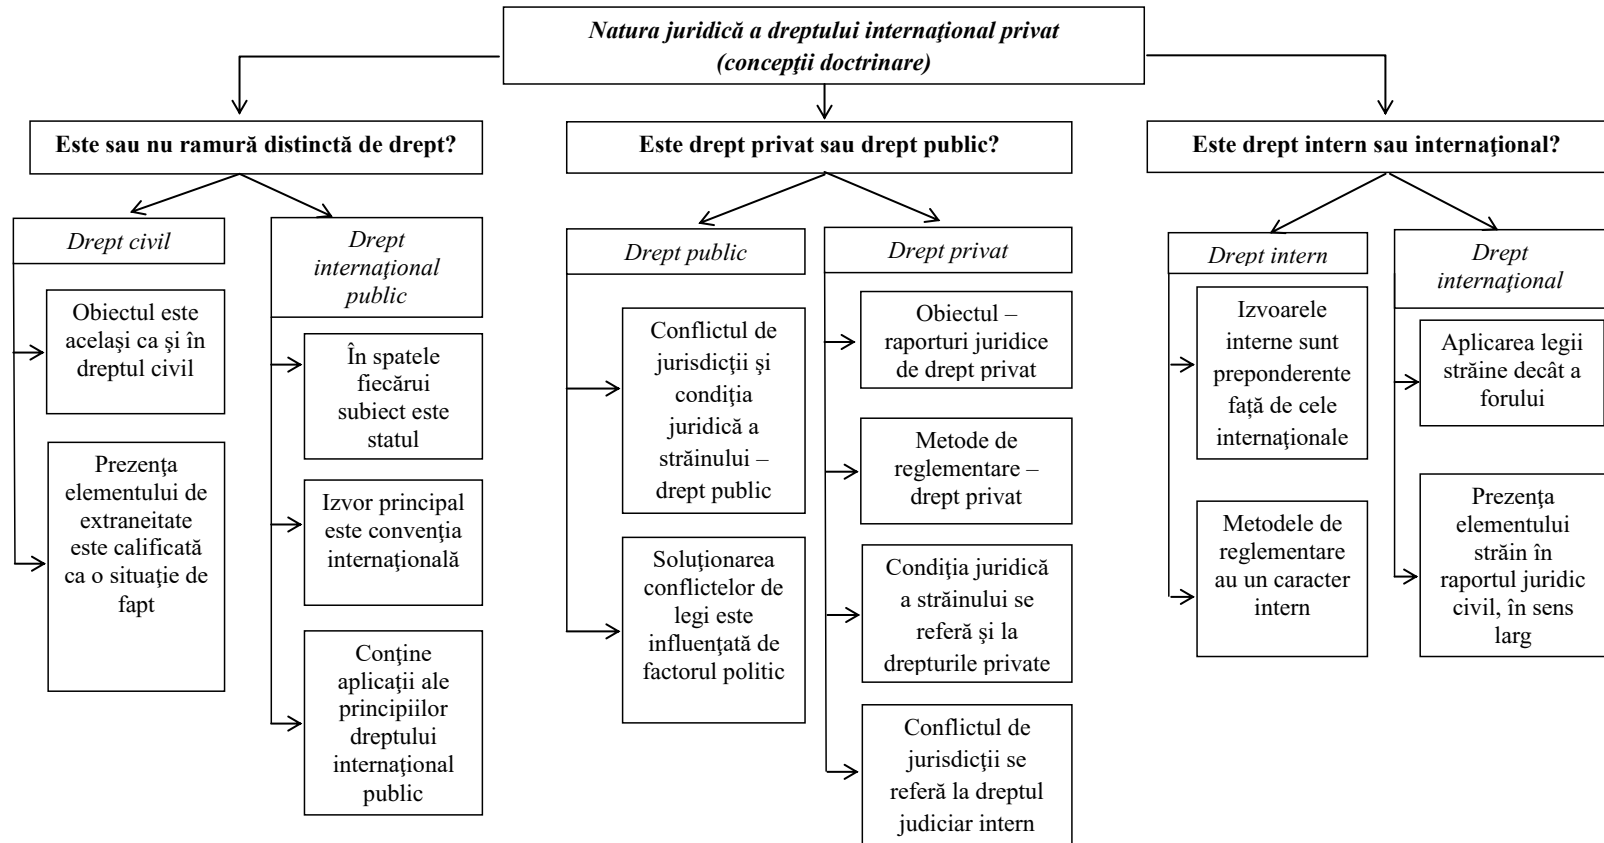 Natura juridică a dreptului internaţional privat
(concepţii doctrinare)
Este sau nu ramură distinctă de drept?
Drept civil
Obiectul este
acelaşi ca şi în
dreptul civil
Prezenţa
elementului de
extraneitate
este calificată
ca o situaţie de
fapt
Drept
internaţional
public
În spatele
fiecărui
subiect este
statul
Izvor principal
este convenţia
internaţională
Conţine
aplicaţii ale
principiilor
dreptului
internaţional
public
Este drept privat sau drept public?
Drept public
Conflictul de
jurisdicţii şi
condiţia
juridică a
străinului –
drept public
Soluţionarea
conflictelor de
legi este
influenţată de
factorul politic
Drept privat
Obiectul –
raporturi juridice
de drept privat
Metode de
reglementare –
drept privat
Condiţia juridică
a străinului se
referă şi la
drepturile private
Conflictul de
jurisdicţii se
referă la dreptul
judiciar intern
Este drept intern sau internaţional?
Drept intern
Izvoarele
interne sunt
preponderente
față de cele
internaționale
Metodele de
reglementare
au un caracter
intern
Drept
internaţional
Aplicarea legii
străine decât a
forului
Prezenţa
elementului
străin în
raportul juridic
civil, în sens
larg